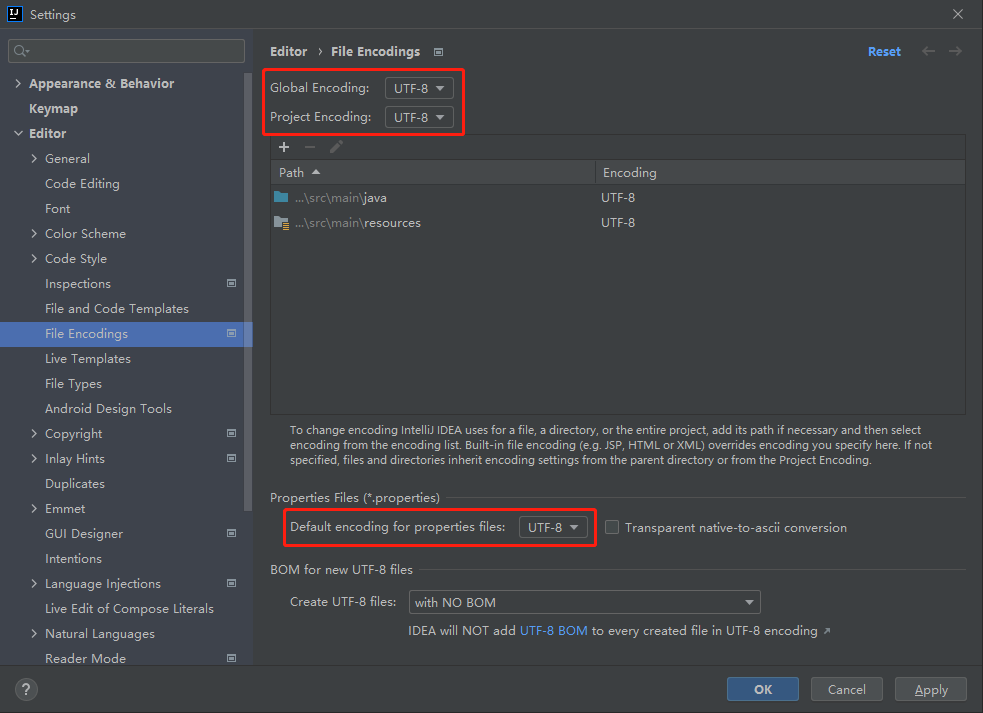 IJ Settings
Editor › File Encodings
Reset
Appearance & Behavior
Keymap
Editor
General
Code Editing
Font
Color Scheme
Code Style
Inspections
File and Code Templates
File Encodings
Live Templates
File Types
Android Design Tools
Copyright
Inlay Hints
Duplicates
Emmet
GUI Designer
Intentions
Language Injections
Live Edit of Compose Literals
Natural Languages
Reader Mode
Global Encoding: UTF-8
Project Encoding: UTF-8
Path Encoding
...\src\main\java UTF-8
...\src\main\resources UTF-8
To change encoding IntelliJ IDEA uses for a file, a directory, or the entire project, add its path if necessary and then select
encoding from the encoding list. Built-in file encoding (e.g. JSP, HTML or XML) overrides encoding you specify here. If not
specified, files and directories inherit encoding settings from the parent directory or from the Project Encoding.
Properties Files (*.properties)
Default encoding for properties files: UTF-8 Transparent native-to-ascii conversion
BOM for new UTF-8 files
Create UTF-8 files: with NO BOM
IDEA will NOT add UTF-8 BOM to every created file in UTF-8 encoding ↗
? OK Cancel Apply